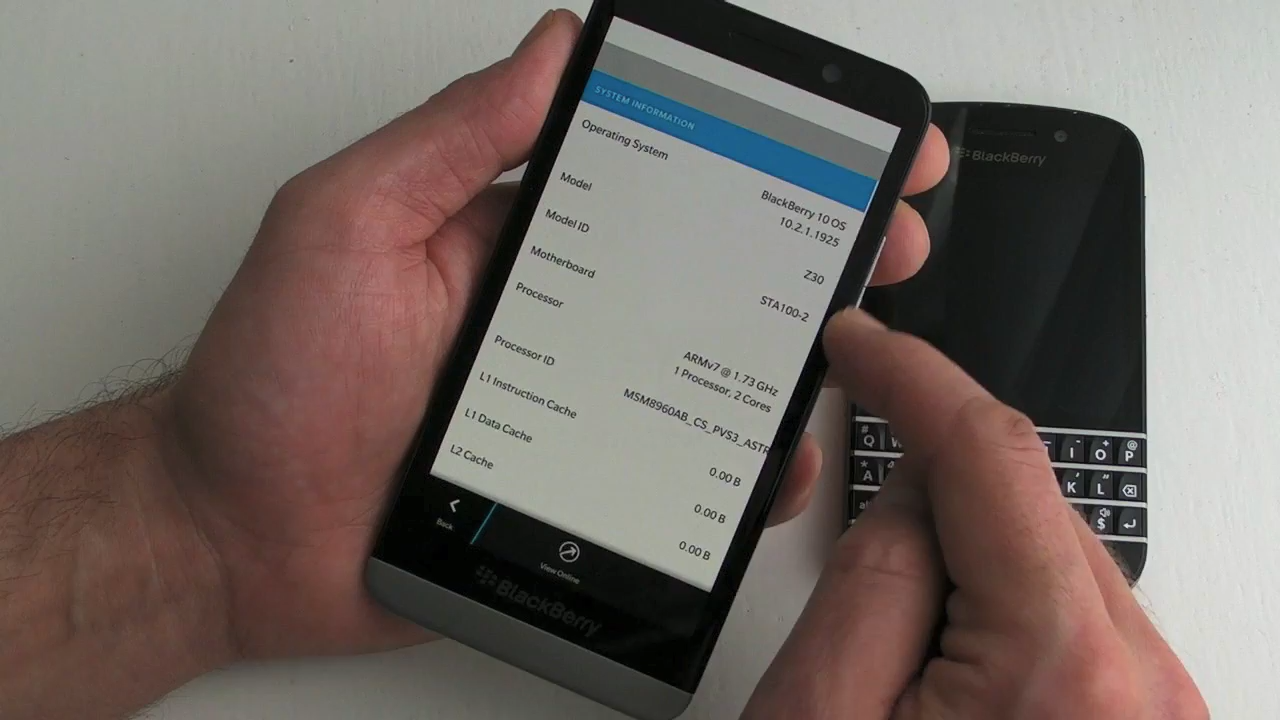 SYSTEM INFORMATION
Operating System
BlackBerry 10 OS
10.2.1.1925
Model
Z30
Model ID
STA100-2
Motherboard
Processor
ARMv7 @ 1.73 GHz
1 Processor, 2 Cores
Processor ID
MSM8960AB_CS_PVS3_ASTR
L1 Instruction Cache
0.00 B
L1 Data Cache
0.00 B
L2 Cache
0.00 B
Back
View Online
BlackBerry
BlackBerry
# Q W I O P @
* A K L
$